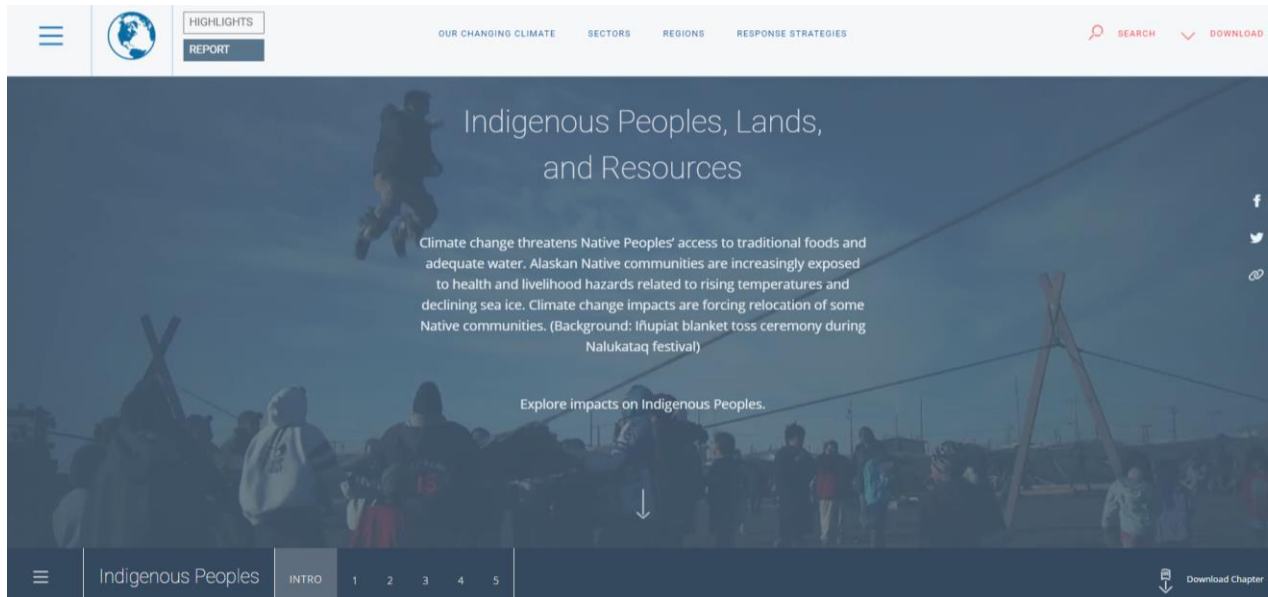 HIGHLIGHTS
REPORT
OUR CHANGING CLIMATE
SECTORS
REGIONS
RESPONSE STRATEGIES
SEARCH
DOWNLOAD
Indigenous Peoples, Lands,
and Resources
Climate change threatens Native Peoples' access to traditional foods and
adequate water. Alaskan Native communities are increasingly exposed
to health and livelihood hazards related to rising temperatures and
declining sea ice. Climate change impacts are forcing relocation of some
Native communities. (Background: Iñupiat blanket toss ceremony during
Nalukataq festival)
Explore impacts on Indigenous Peoples.
15
Indigenous Peoples
INTRO
1
2
3
4
5
Download Chapter